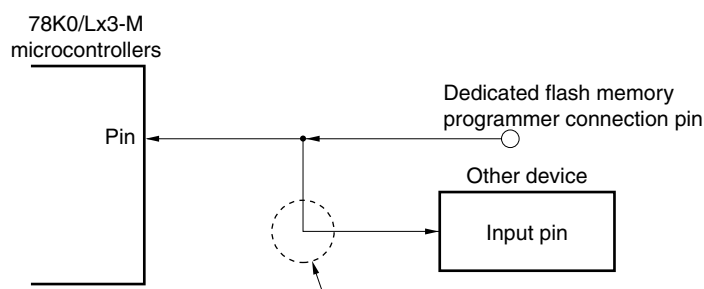 78K0/Lx3-M
microcontrollers
Pin
Dedicated flash memory
programmer connection pin
Other device
Input pin